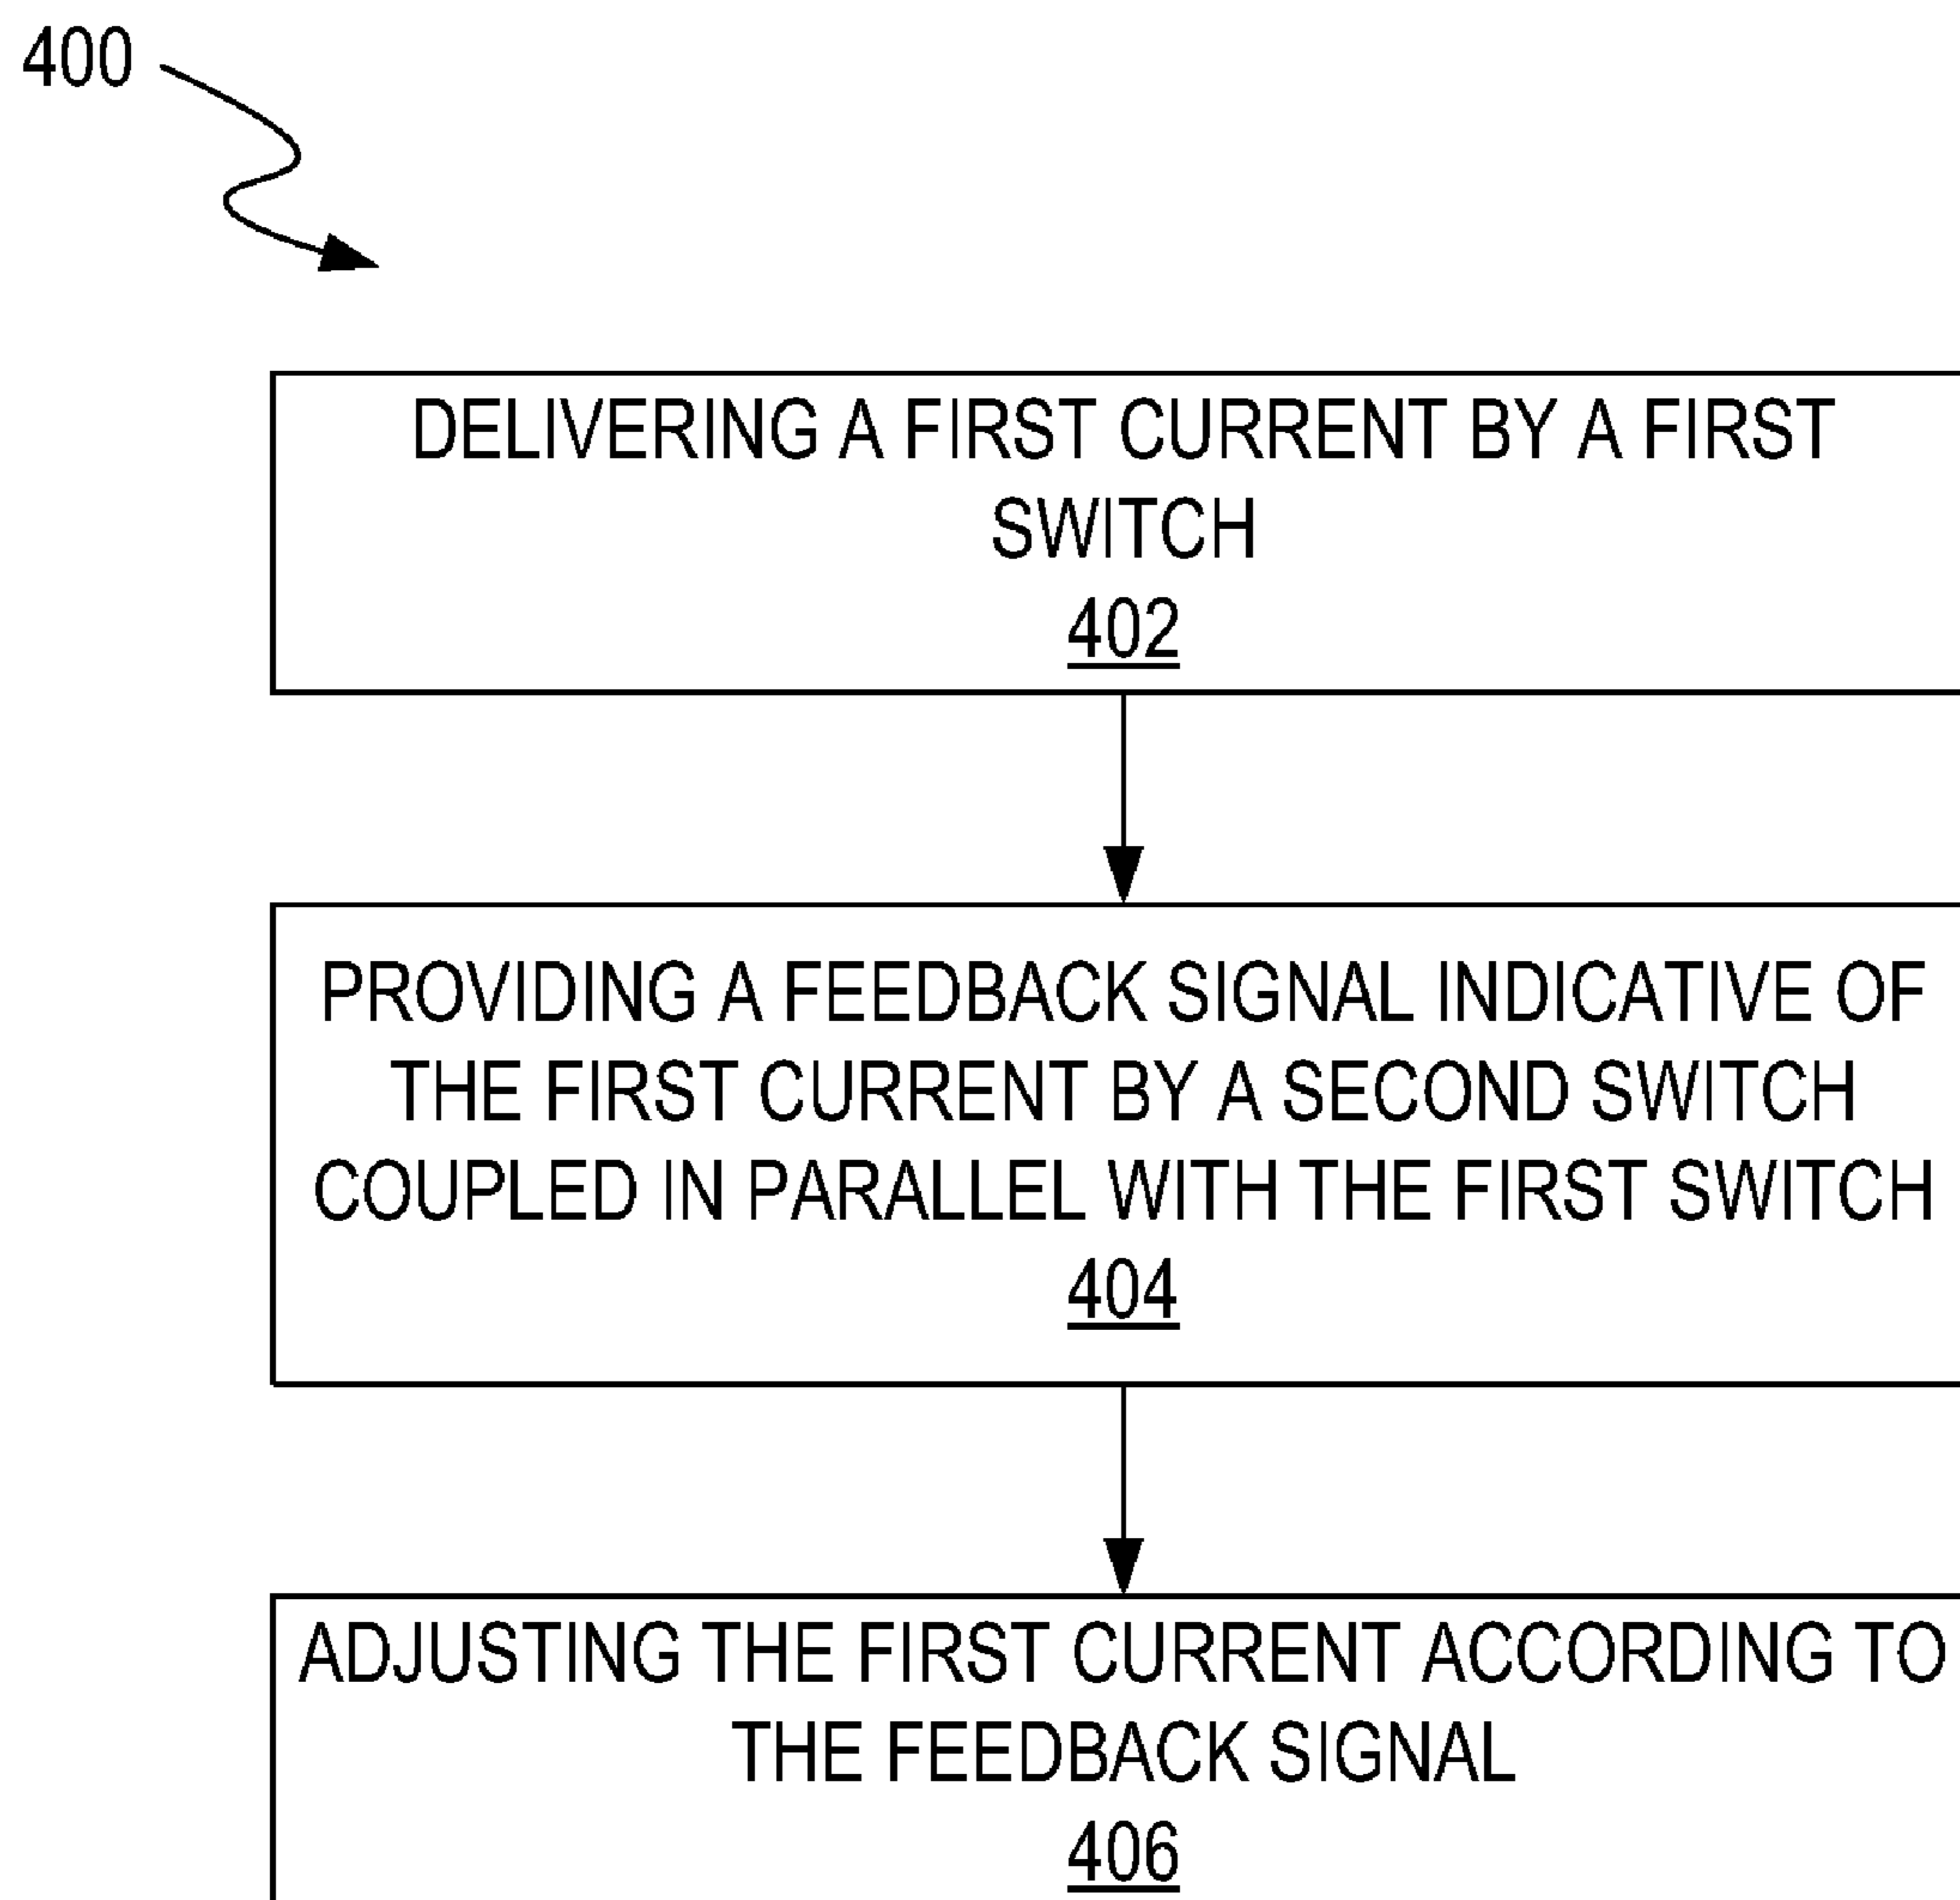 400
DELIVERING A FIRST CURRENT BY A FIRST
SWITCH
402
PROVIDING A FEEDBACK SIGNAL INDICATIVE OF
THE FIRST CURRENT BY A SECOND SWITCH
COUPLED IN PARALLEL WITH THE FIRST SWITCH
404
ADJUSTING THE FIRST CURRENT ACCORDING TO
THE FEEDBACK SIGNAL
406